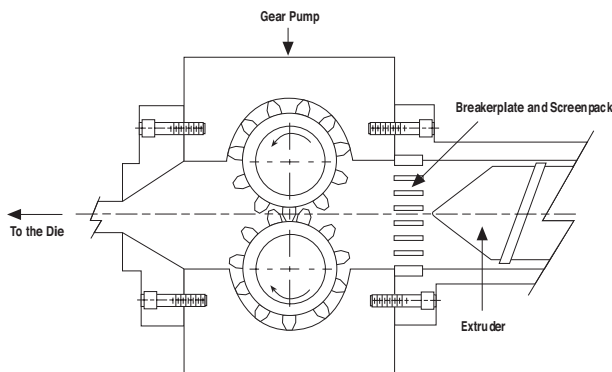 Gear Pump
Breakerplate and Screenpack
To the Die
Extruder